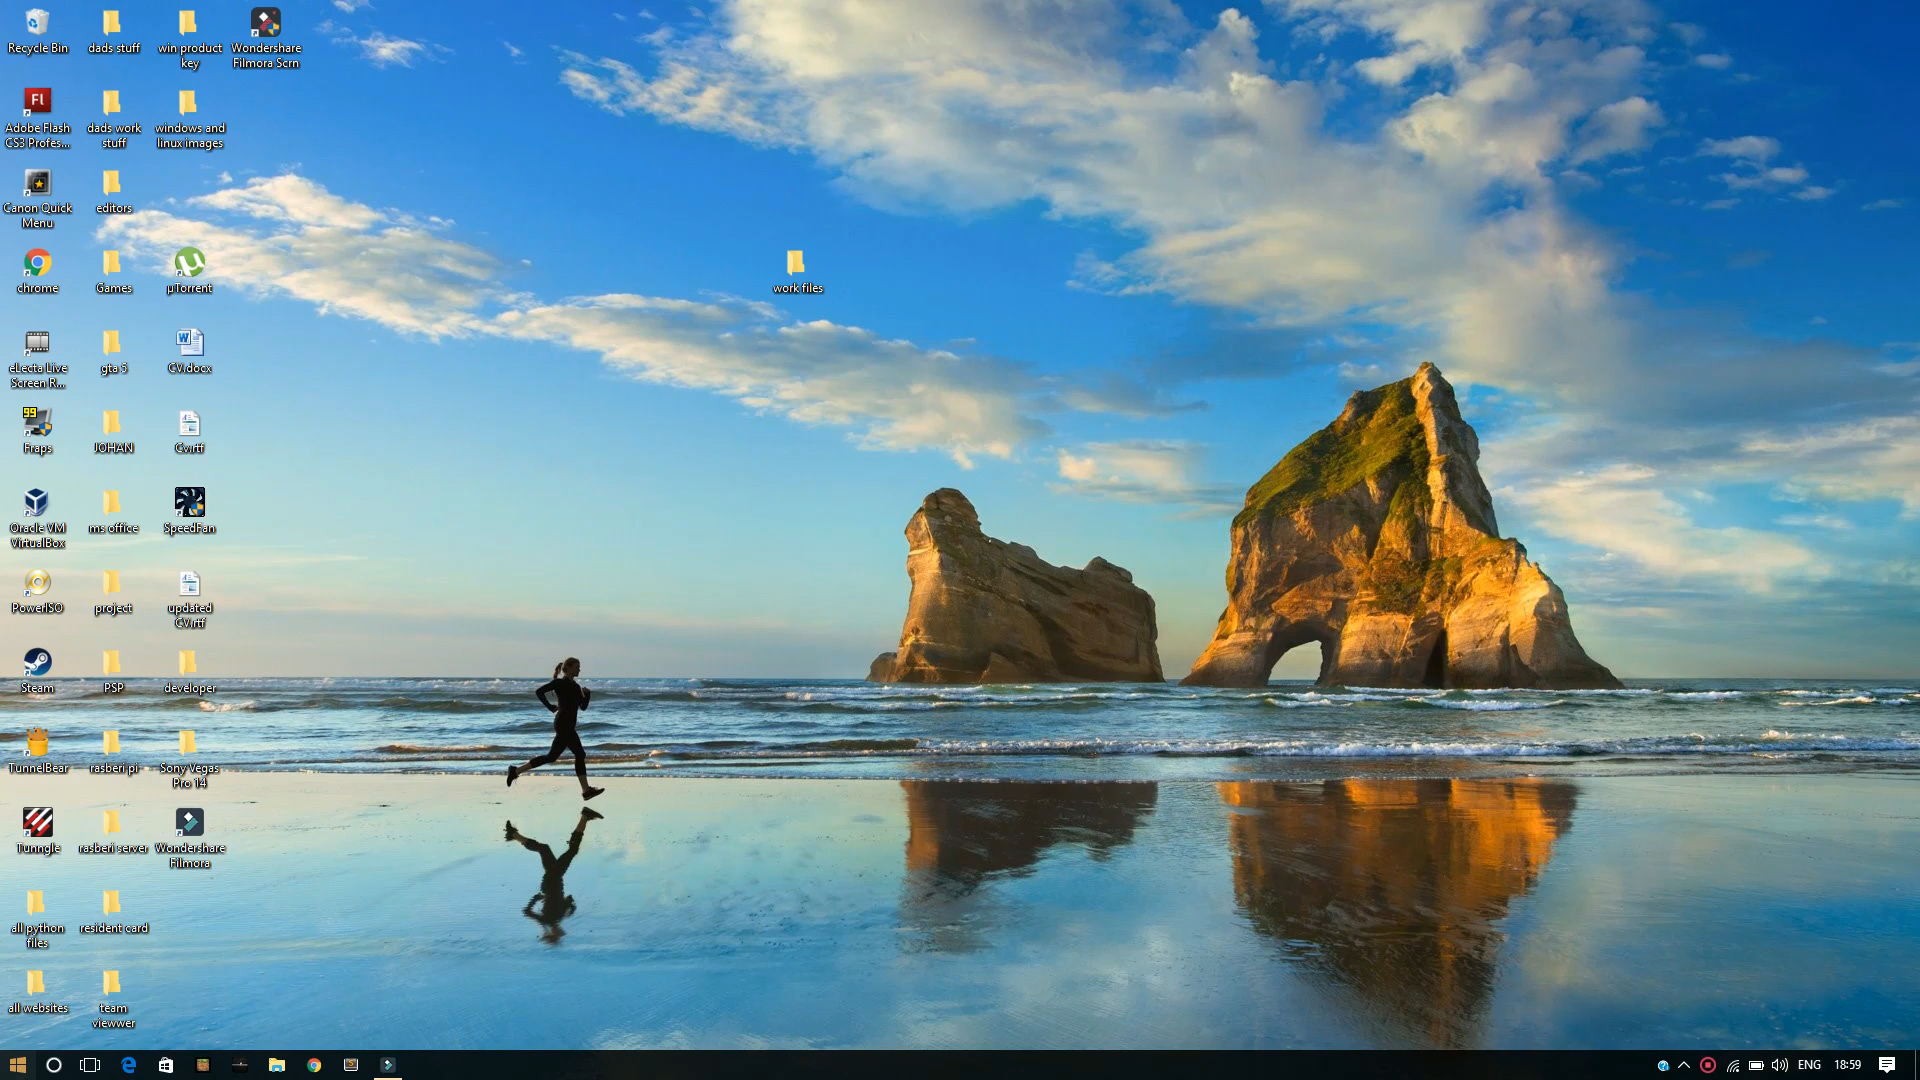 Recycle Bin
dads stuff
win product
key
Wondershare
Filmora Scrn
Fl
Adobe Flash
CS3 Profes...
dads work
stuff
windows and
linux images
Canon Quick
Menu
editors
chrome
Games
µTorrent
work files
eLecta Live
Screen R...
gta 5
W
CV.docx
99
Fraps
JOHAN
Cv.rtf
Oracle VM
VirtualBox
ms office
SpeedFan
PowerISO
project
updated
CV.rtf
Steam
PSP
developer
TunnelBear
rasberi pi
Sony Vegas
Pro 14
Tunngle
rasberi server
Wondershare
Filmora
all python
files
resident card
all websites
team
viewwer
ENG
18:59